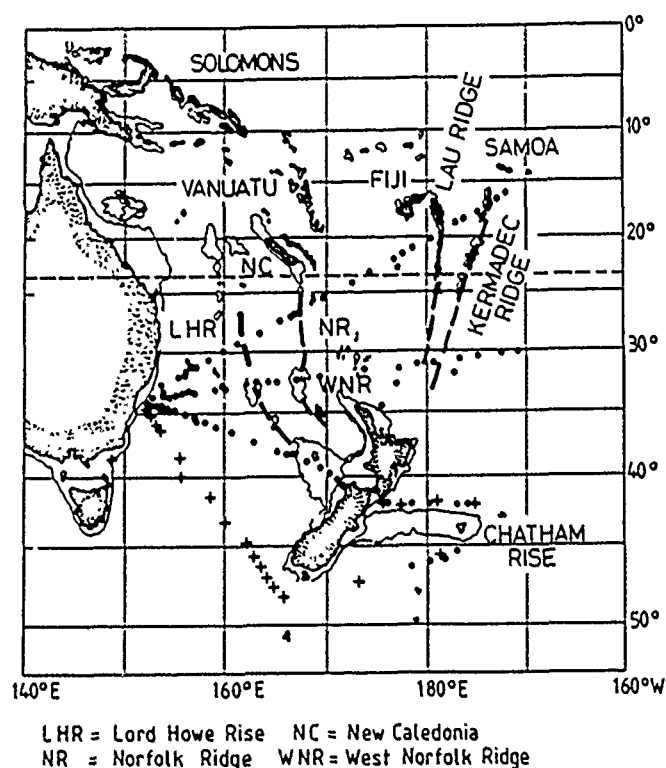 0°
SOLOMONS
LAU RIDGE
10°
SAMOA
VANUATU
FIJI
20°
NC
KERMADEC
RIDGE
LHR
NR
30°
WNR
40°
CHATHAM
RISE
50°
4
140°E
160°E
180°E
160°W
LHR = Lord Howe Rise NC = New Caledonia
NR = Norfolk Ridge WNR = West Norfolk Ridge